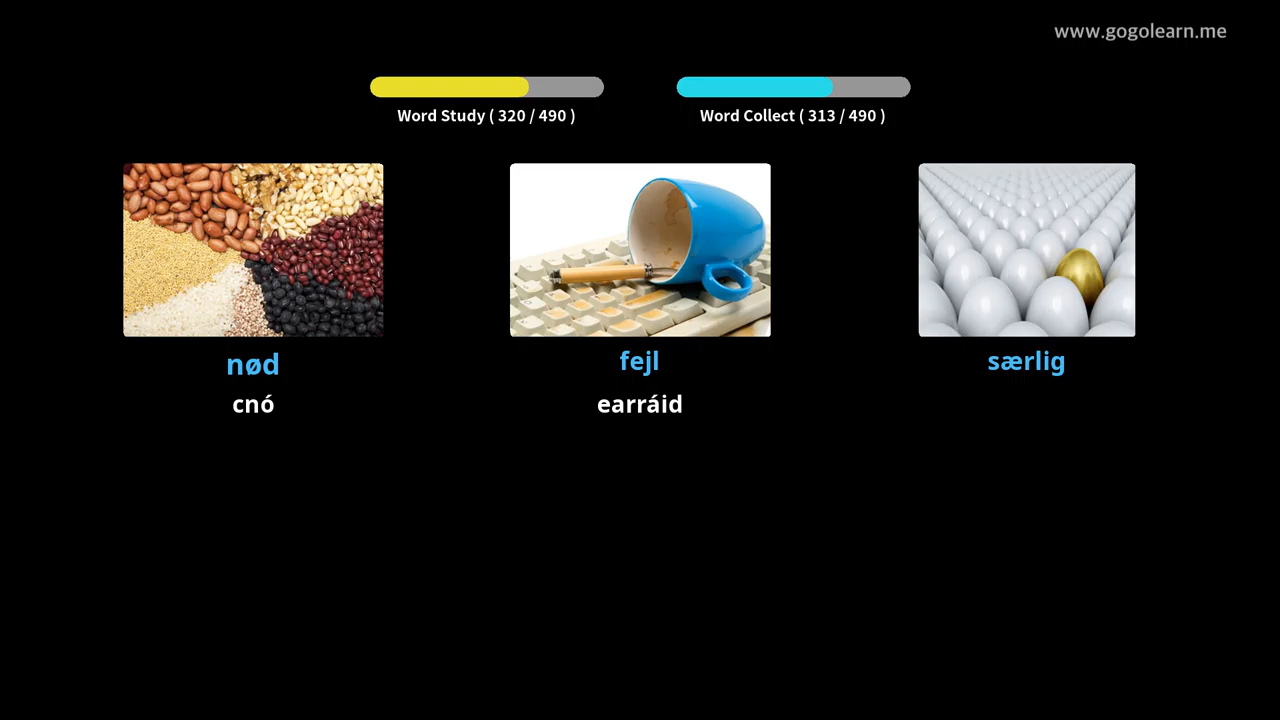 www.gogolearn.me
Word Study ( 320 / 490 )
Word Collect ( 313 / 490 )
nød
fejl
særlig
cnó
earráid